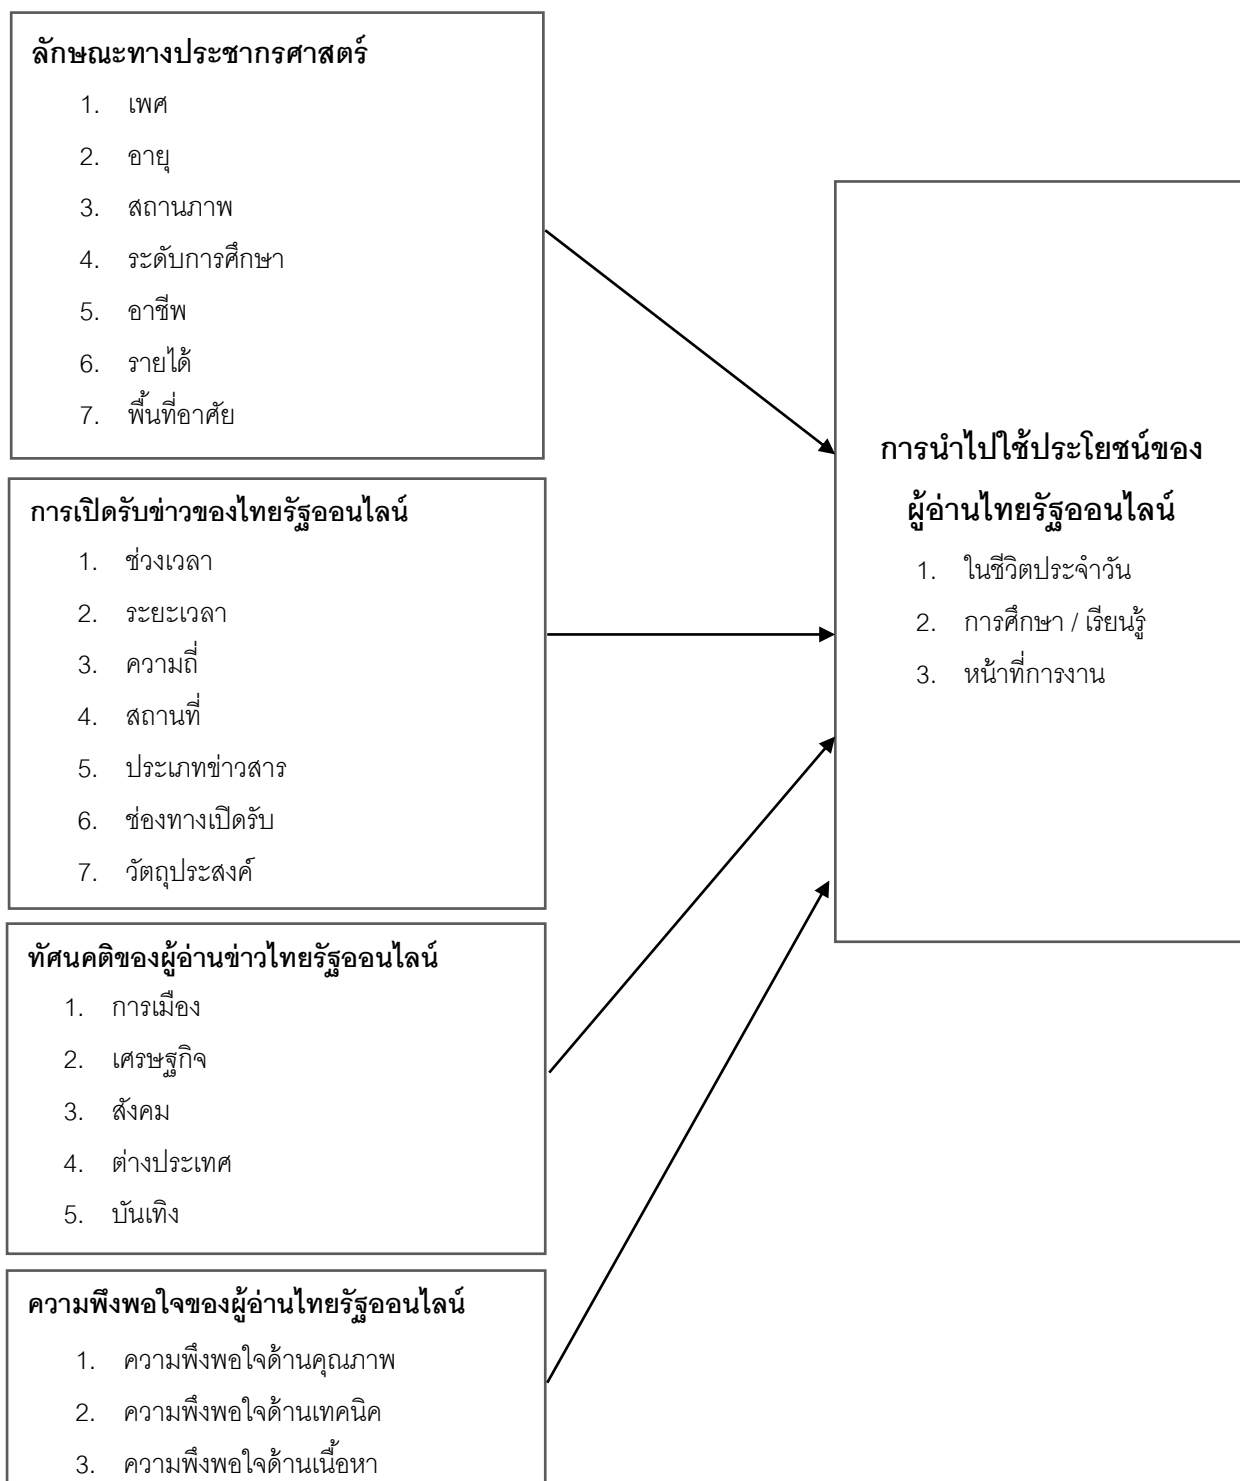 ลักษณะทางประชากรศาสตร์
1. เพศ
2. อายุ
3. สถานภาพ
4. ระดับการศึกษา
5. อาชีพ
6. รายได้
7. พื้นที่อาศัย
การเปิดรับข่าวของไทยรัฐออนไลน์
1. ช่วงเวลา
2. ระยะเวลา
3. ความถี่
4. สถานที่
5. ประเภทข่าวสาร
6. ช่องทางเปิดรับ
7. วัตถุประสงค์
ทัศนคติของผู้อ่านข่าวไทยรัฐออนไลน์
1. การเมือง
2. เศรษฐกิจ
3. สังคม
4. ต่างประเทศ
5. บันเทิง
ความพึงพอใจของผู้อ่านไทยรัฐออนไลน์
1. ความพึงพอใจด้านคุณภาพ
2. ความพึงพอใจด้านเทคนิค
3. ความพึงพอใจด้านเนื้อหา
การนำไปใช้ประโยชน์ของ
ผู้อ่านไทยรัฐออนไลน์
1. ในชีวิตประจำวัน
2. การศึกษา / เรียนรู้
3. หน้าที่การงาน